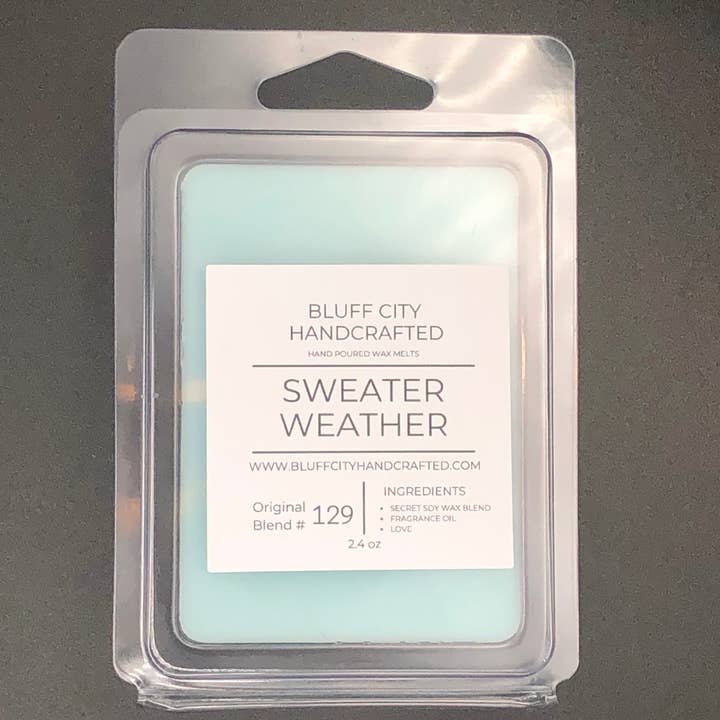 BLUFF CITY
HANDCRAFTED
HAND POURED WAX MELTS
SWEATER
WEATHER
WWW.BLUFFCITYHANDCRAFTED.COM
Original
Blend # 129
INGREDIENTS
• SECRET SOY WAX BLEND
• FRAGRANCE OIL
• LOVE
2.4 oz